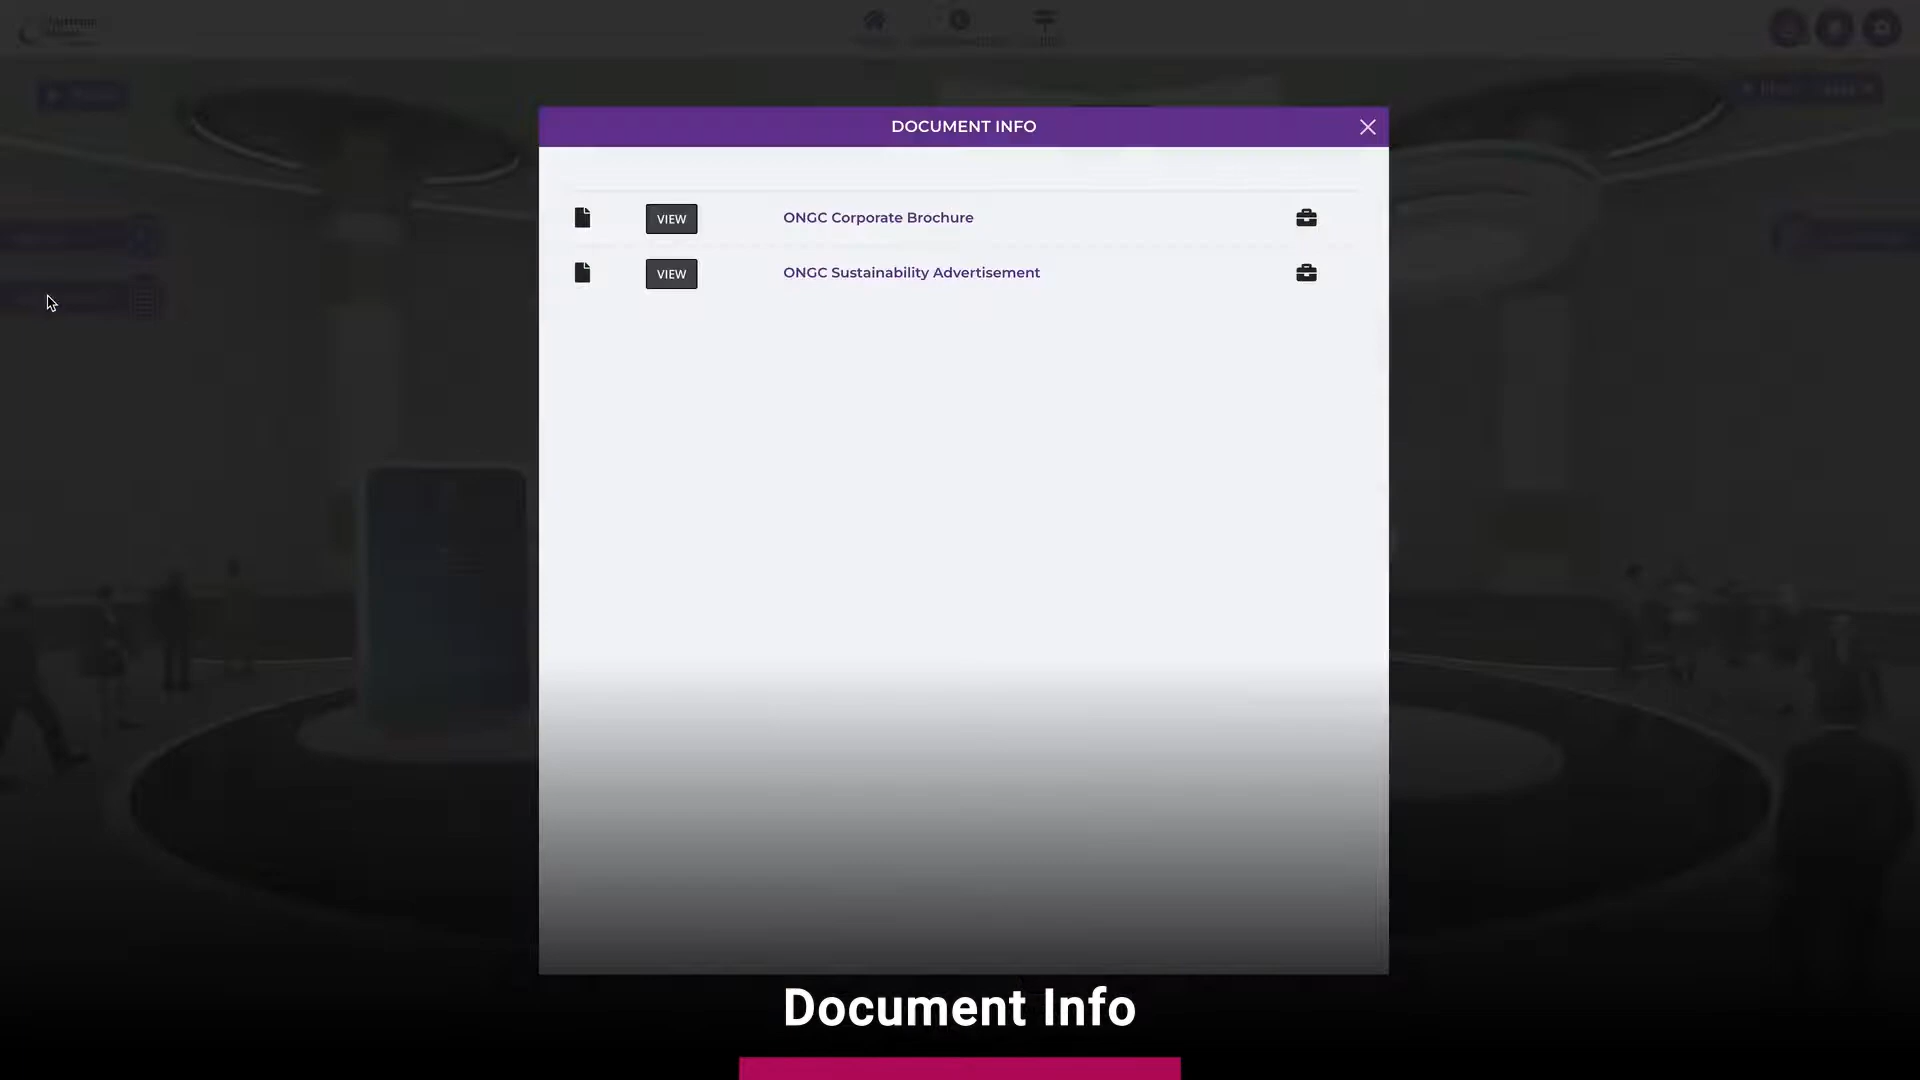 DOCUMENT INFO
VIEW ONGC Corporate Brochure
VIEW ONGC Sustainability Advertisement
Document Info